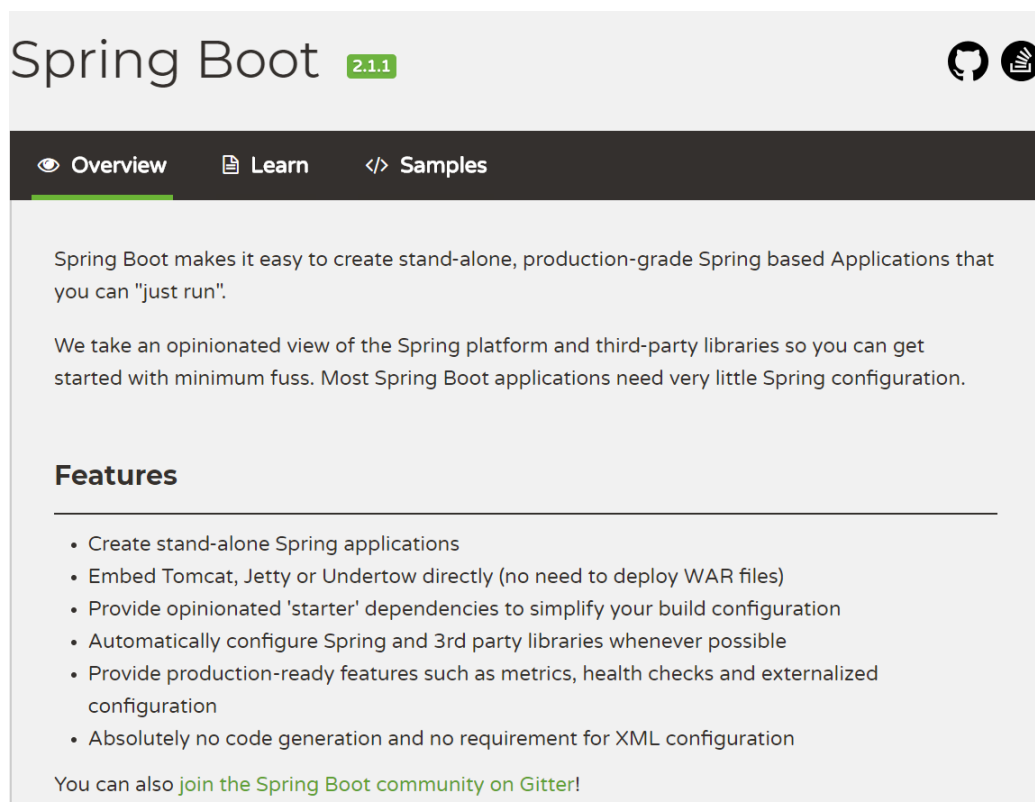 Spring Boot 2.1.1
Overview Learn </> Samples
Spring Boot makes it easy to create stand-alone, production-grade Spring based Applications that
you can "just run".
We take an opinionated view of the Spring platform and third-party libraries so you can get
started with minimum fuss. Most Spring Boot applications need very little Spring configuration.
Features
• Create stand-alone Spring applications
• Embed Tomcat, Jetty or Undertow directly (no need to deploy WAR files)
• Provide opinionated 'starter' dependencies to simplify your build configuration
• Automatically configure Spring and 3rd party libraries whenever possible
• Provide production-ready features such as metrics, health checks and externalized
configuration
• Absolutely no code generation and no requirement for XML configuration
You can also join the Spring Boot community on Gitter!